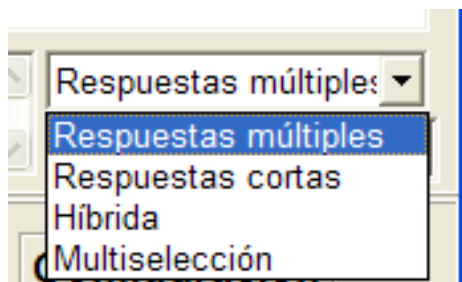 Respuestas múltiples
Respuestas múltiples
Respuestas cortas
Híbrida
Multiselección